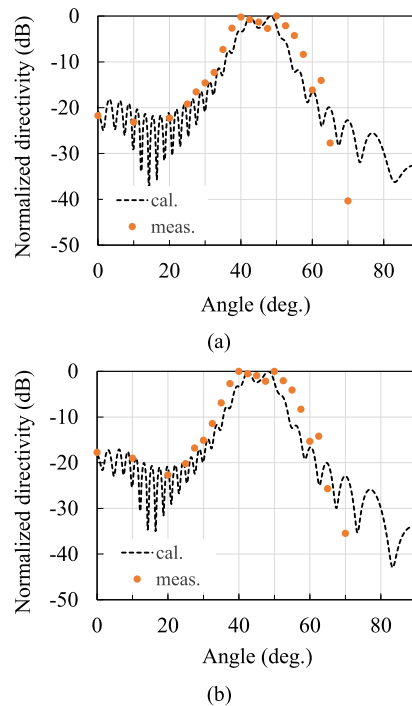 Normalized directivity (dB)
0
-10
-20
-30
-40
-50
cal.
meas.
0 20 40 60 80
Angle (deg.)
(a)
Normalized directivity (dB)
0
-10
-20
-30
-40
-50
cal.
meas.
0 20 40 60 80
Angle (deg.)
(b)